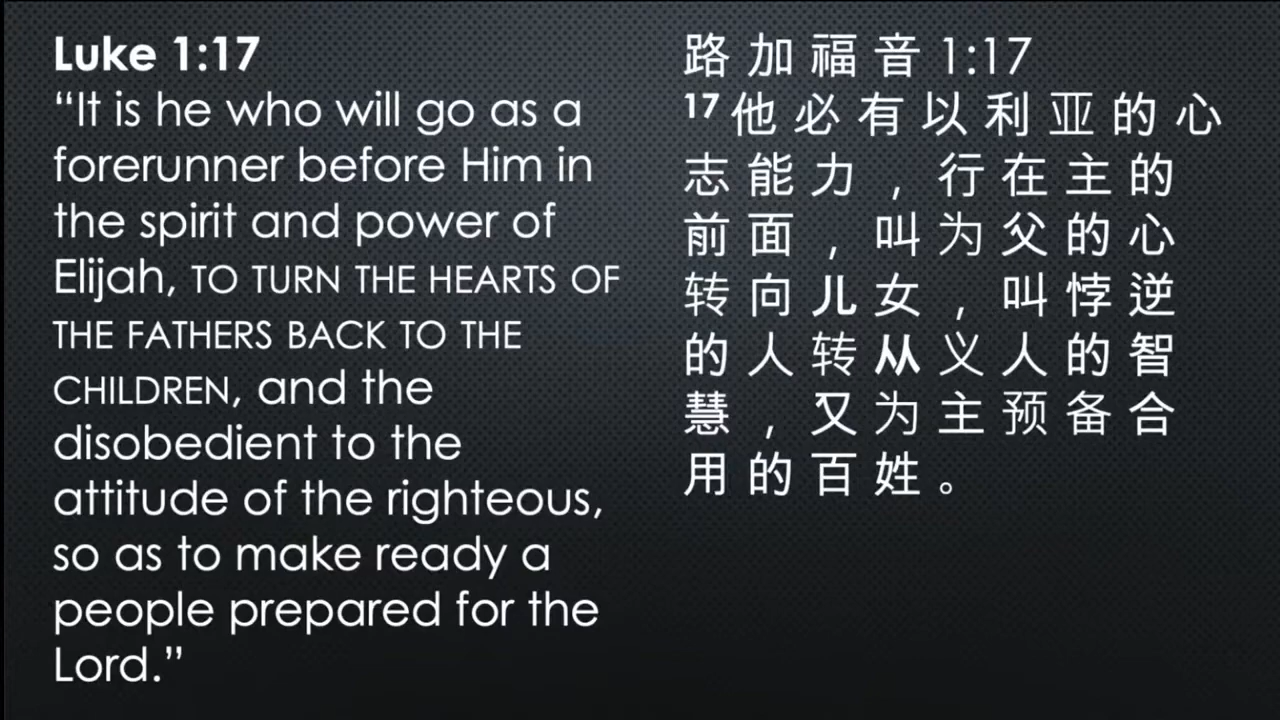 Luke 1:17
“It is he who will go as a
forerunner before Him in
the spirit and power of
Elijah, TO TURN THE HEARTS OF
THE FATHERS BACK TO THE
CHILDREN, and the
disobedient to the
attitude of the righteous,
so as to make ready a
people prepared for the
Lord.”
路加福音 1:17
17 他必有以利亚的心
志能力，行在主的
前面，叫为父的心
转向儿女，叫悖逆
的人转从义人的智
慧，又为主预备合
用的百姓。